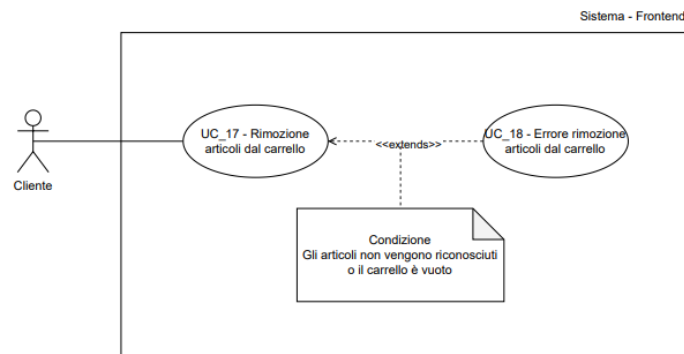 Sistema - Frontend
UC_17 - Rimozione
articoli dal carrello
<<extends>>
UC_18 - Errore rimozione
articoli dal carrello
Cliente
Condizione
Gli articoli non vengono riconosciuti
o il carrello è vuoto